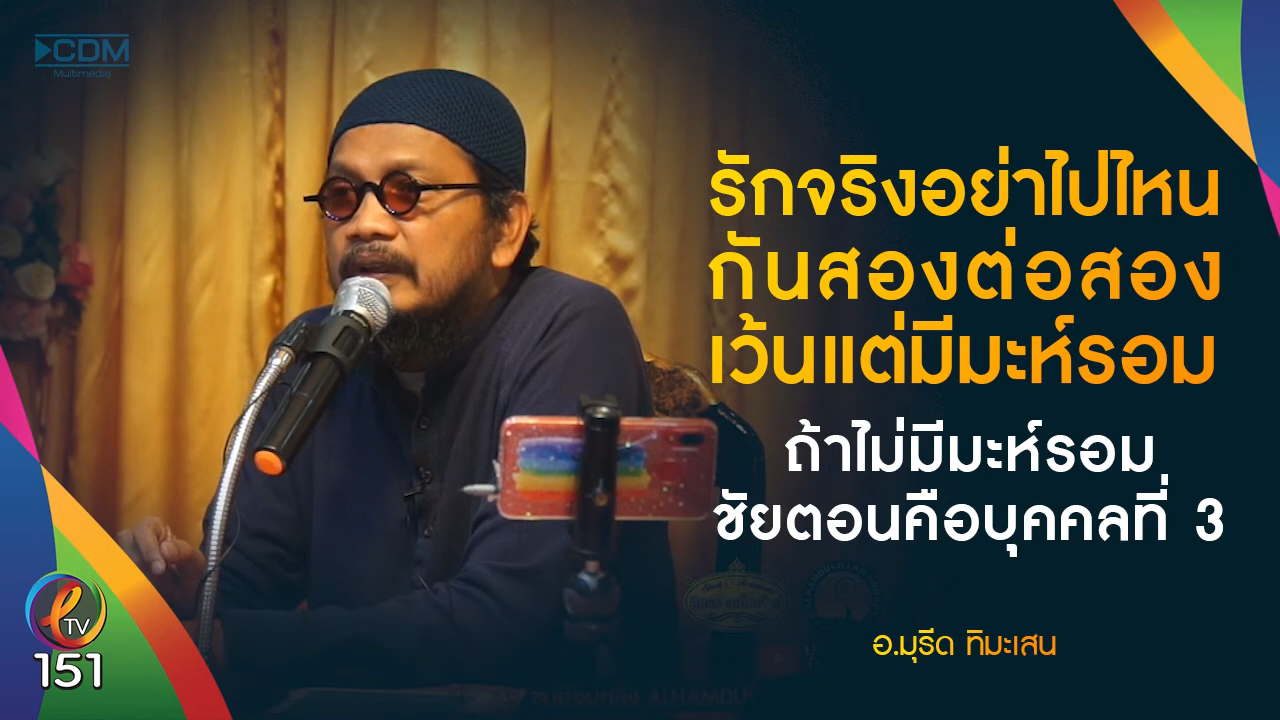 CDM
Multimedia
รักจริงอย่าไปไหน
กันสองต่อสอง
เว้นแต่มีมะห์รอม
ถ้าไม่มีมะห์รอม
ชัยตอนคือบุคคลที่ 3
อ.มุรีด ทิมะเสน
TV
151